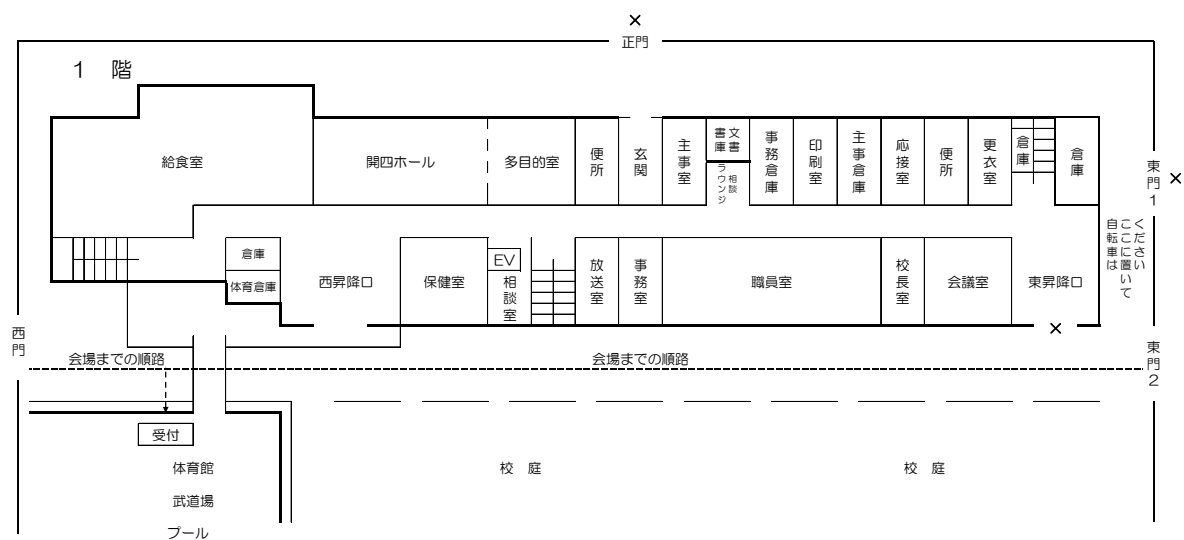 ×
正門
1 階
給食室
開四ホール
多目的室
便所
玄関
主事室
文書書庫
相談ラウンジ
事務倉庫
印刷室
主事倉庫
応接室
便所
更衣室
倉庫
倉庫
東門1
×
自転車は
ここに置いて
ください
倉庫
体育倉庫
西昇降口
保健室
EV
相談室
放送室
事務室
職員室
校長室
会議室
東昇降口
×
西門
会場までの順路
会場までの順路
東門2
受付
体育館
武道場
プール
校 庭
校 庭